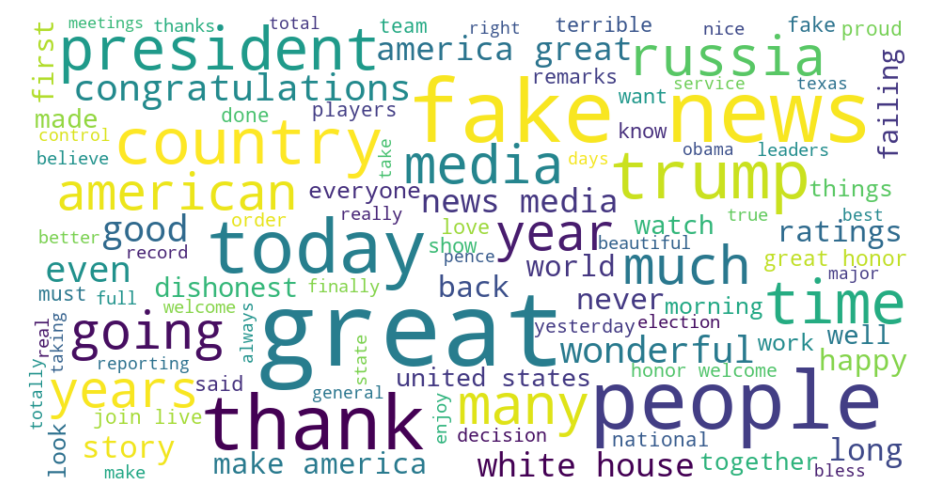 meetings thanks total team right terrible nice fake proud
first president america great russia
congratulations remarks want service texas failing
made done players fake news
control country take know obama leaders
believe media days trump
american everyone news media things
good order really love watch true best
better record today show year beautiful ratings
even pence world much great honor
must full dishonest finally back never morning major time
welcome great yesterday election
real taking going always wonderful work well
reporting state honor welcome happy
totally years said general united states
join live thank enjoy many people
look story decision national long
make make america white house together bless